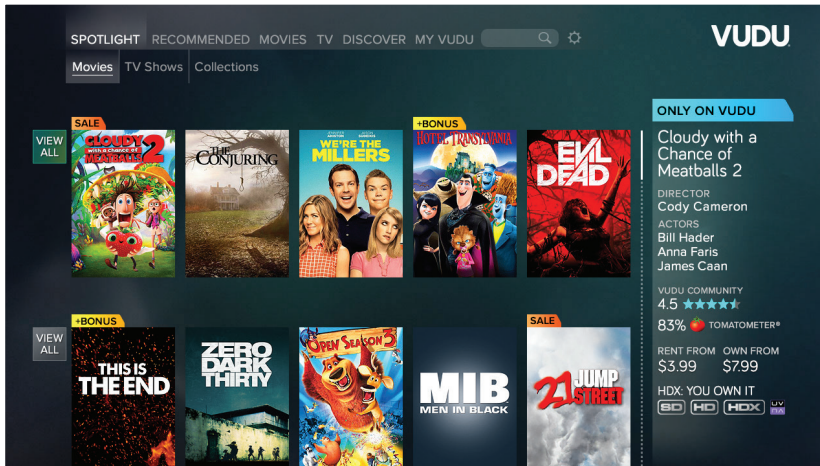 SPOTLIGHT RECOMMENDED MOVIES TV DISCOVER MY VUDU
VUDU
Movies TV Shows Collections
VIEW
ALL
SALE
CLOUDY
with a chance of
MEATBALLS 2
THE
CONJURING
WE'RE THE
MILLERS
+BONUS
HOTEL TRANSYLVANIA
EVIL
DEAD
ONLY ON VUDU
Cloudy with a
Chance of
Meatballs 2
DIRECTOR
Cody Cameron
ACTORS
Bill Hader
Anna Faris
James Caan
VUDU COMMUNITY
4.5
83% TOMATOMETER®
RENT FROM OWN FROM
$3.99 $7.99
HDX: YOU OWN IT
SD HD HDX UV
VIEW
ALL
+BONUS
THIS IS
THE END
ZERO
DARK
THIRTY
OPEN SEASON 3
MIB
MEN IN BLACK
SALE
21 JUMP
STREET